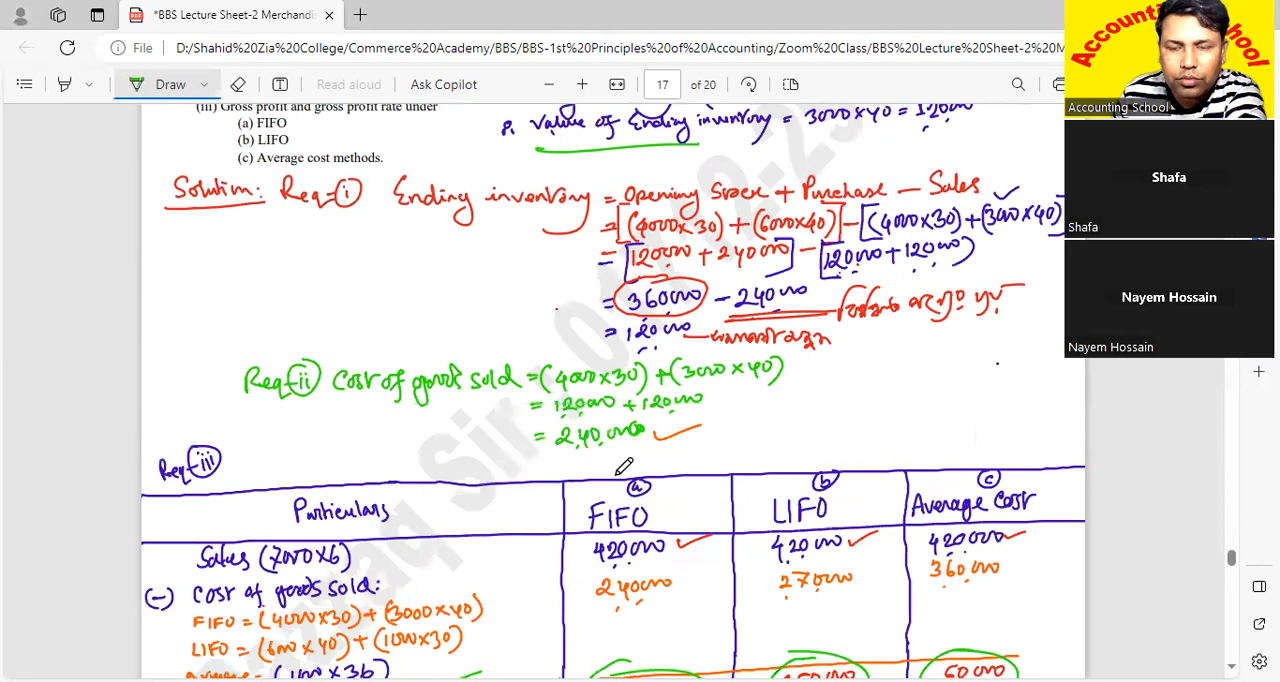 *BBS Lecture Sheet-2 Merchandi
File D:/Shahid%20Zia%20College/Commerce%20Academy/BBS/BBS-1st%20Principles%20of%20Accounting/Zoom%20Class/BBS%20Lecture%20Sheet-2%20M
Draw Read aloud Ask Copilot 17 of 20
Accounting School
Accounting School
Shafa
Shafa
Nayem Hossain
Nayem Hossain
(iii) Gross profit and gross profit rate under
(a) FIFO
(b) LIFO
(c) Average cost methods.
8. Value of Ending inventory = 3000×40 = 120000
Solution: Req-(i) Ending inventory = Opening Stock + Purchase - Sales
= [(4000×30) + (6000×40)] - [(4000×30) + (3000×40)]
= [120000 + 240000] - [120000 + 120000)
= 360000 - 240000
= 120000
Req-(ii) Cost of goods sold = (4000×30) + (3000×40)
= 120000 + 120000
= 240000
Req-(iii)
Particulars (a) FIFO (b) LIFO (c) Average Cost
Sales (7000×6) 420000 420000 420000
(-) Cost of goods sold: 240000 270000 360000
FIFO = (4000×30) + (3000×40)
LIFO = (6000×40) + (1000×30)